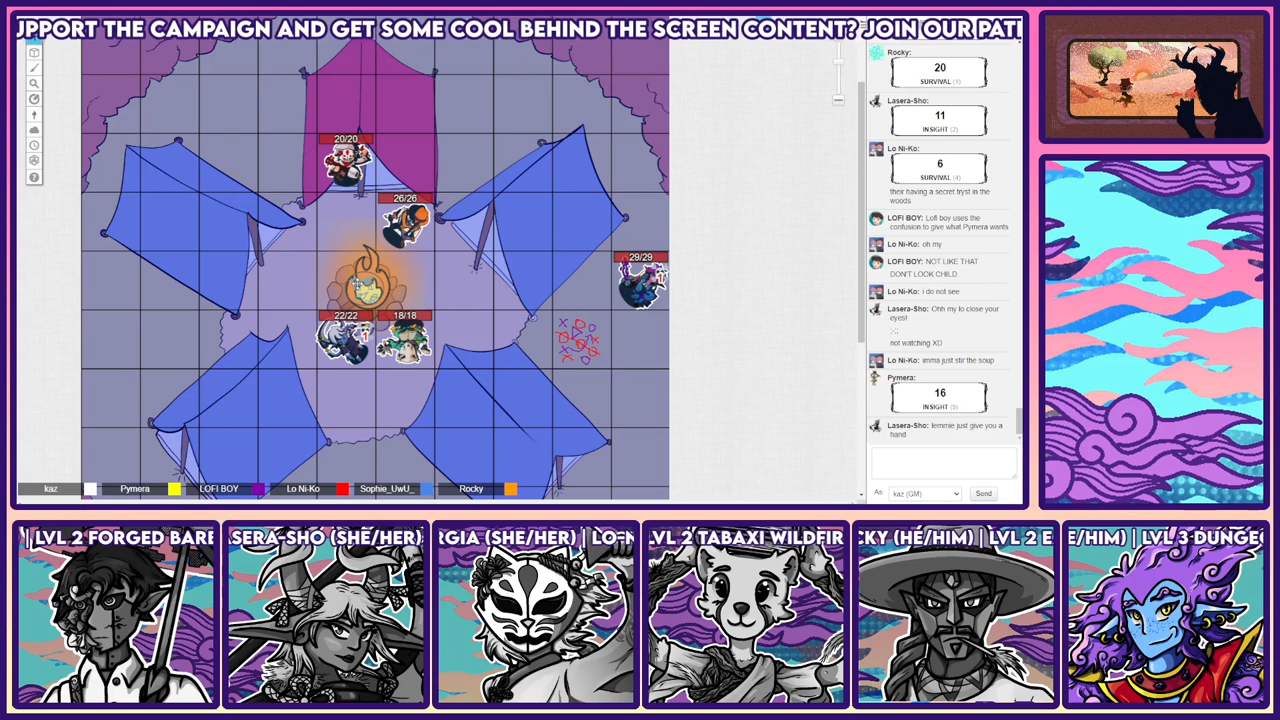 UPPORT THE CAMPAIGN AND GET SOME COOL BEHIND THE SCREEN CONTENT? JOIN OUR PAT
Rocky:
20
SURVIVAL (1)
Lasera-Sho:
11
INSIGHT (2)
Lo Ni-Ko:
6
SURVIVAL (4)
their having a secret tryst in the
woods
LOFI BOY: Lofi boy uses the
confusion to give what Pymera wants
Lo Ni-Ko: oh my
LOFI BOY: NOT LIKE THAT
DON'T LOOK CHILD
Lo Ni-Ko: i do not see
Lasera-Sho: Ohh my lo close your
eyes!
;-;;
not watching XD
Lo Ni-Ko: imma just stir the soup
Pymera:
16
INSIGHT (5)
Lasera-Sho: lemmie just give you a
hand
As: kaz (GM) Send
20/20
26/26
29/29
22/22
18/18
kaz Pymera LOFI BOY Lo Ni-Ko Sophie_UwU_ Rocky
| LVL 2 FORGED BARE
ASERA-SHO (SHE/HER)
RGIA (SHE/HER) | LO-N
LVL 2 TABAXI WILDFIR
CKY (HE/HIM) | LVL 2 E
E/HIM) | LVL 3 DUNGEO